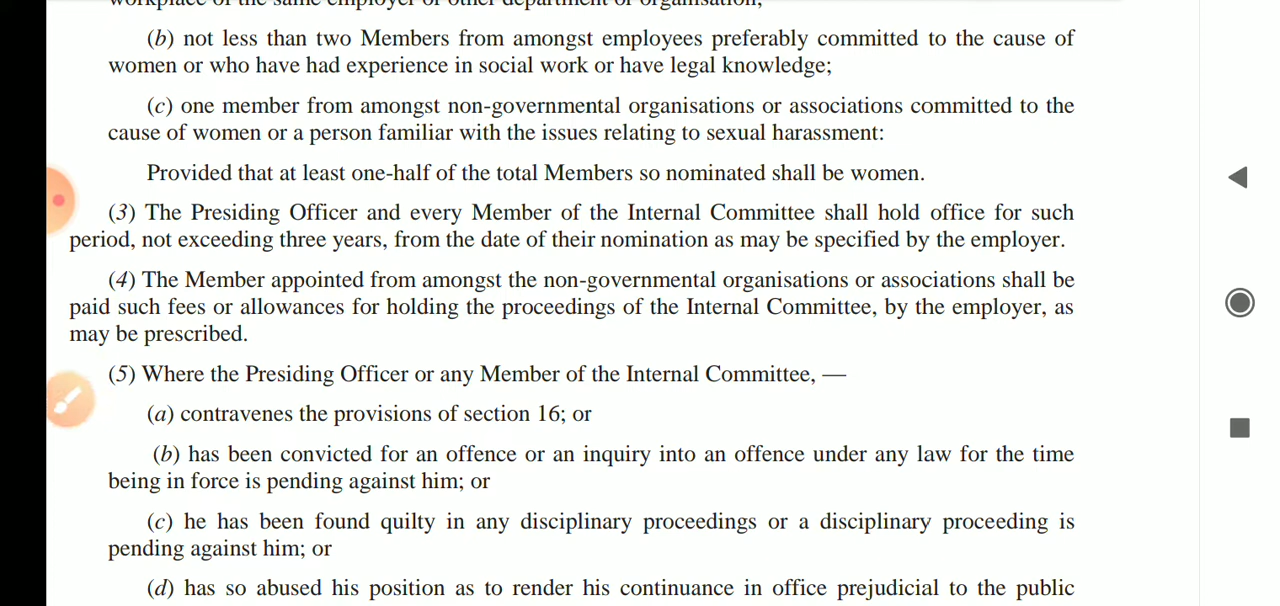 workplace of the same employer or other department or organisation;
(b) not less than two Members from amongst employees preferably committed to the cause of
women or who have had experience in social work or have legal knowledge;
(c) one member from amongst non-governmental organisations or associations committed to the
cause of women or a person familiar with the issues relating to sexual harassment:
Provided that at least one-half of the total Members so nominated shall be women.
(3) The Presiding Officer and every Member of the Internal Committee shall hold office for such
period, not exceeding three years, from the date of their nomination as may be specified by the employer.
(4) The Member appointed from amongst the non-governmental organisations or associations shall be
paid such fees or allowances for holding the proceedings of the Internal Committee, by the employer, as
may be prescribed.
(5) Where the Presiding Officer or any Member of the Internal Committee, —
(a) contravenes the provisions of section 16; or
(b) has been convicted for an offence or an inquiry into an offence under any law for the time
being in force is pending against him; or
(c) he has been found quilty in any disciplinary proceedings or a disciplinary proceeding is
pending against him; or
(d) has so abused his position as to render his continuance in office prejudicial to the public